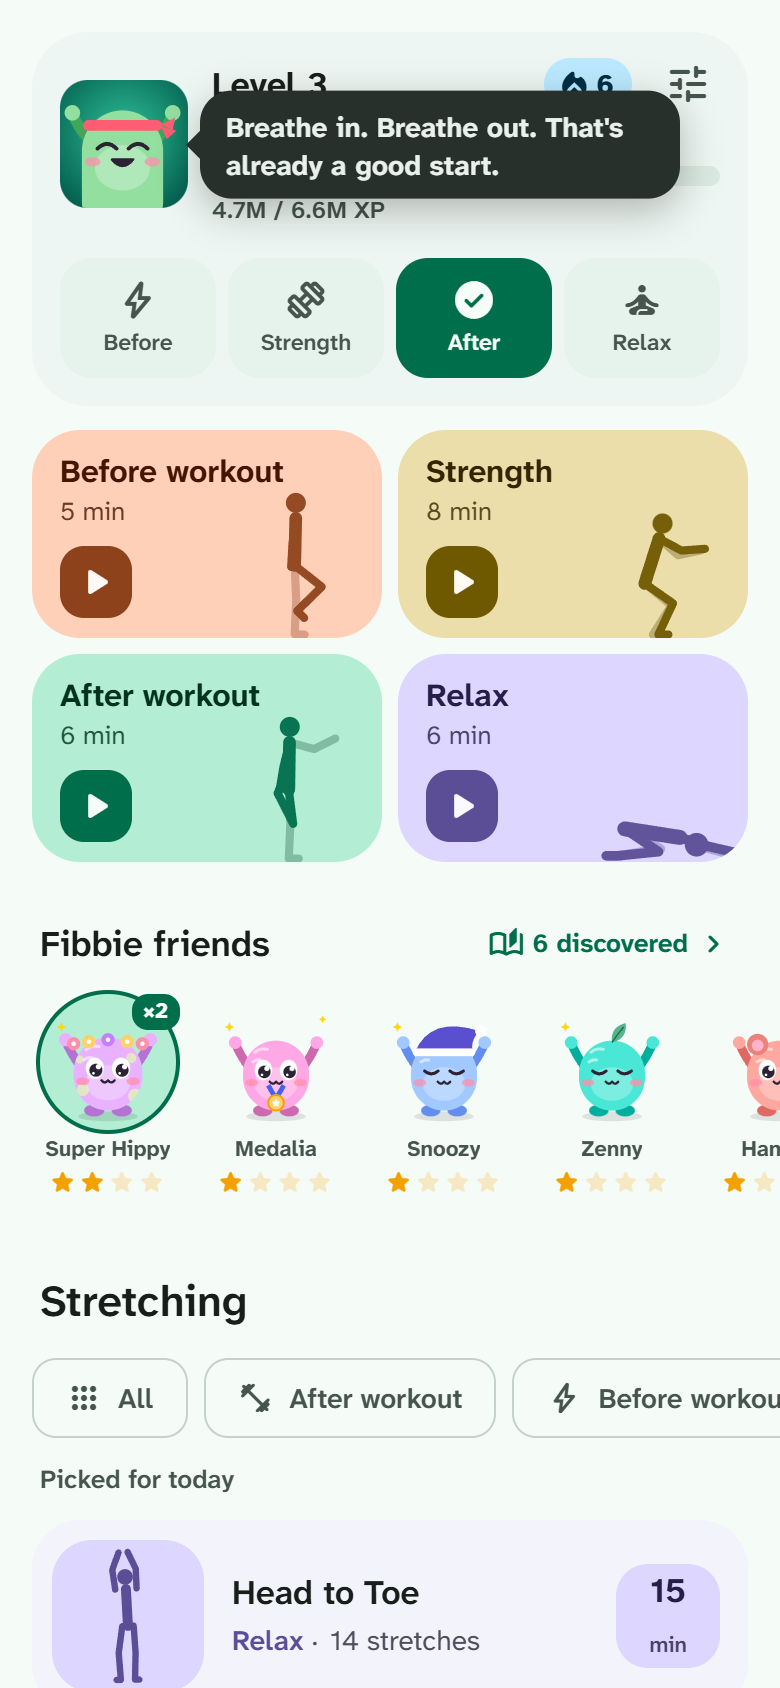 Level 3
6
Breathe in. Breathe out. That's
already a good start.
4.7M / 6.6M XP
Before
Strength
After
Relax
Before workout
5 min
Strength
8 min
After workout
6 min
Relax
6 min
Fibbie friends
6 discovered
×2
Super Hippy
Medalia
Snoozy
Zenny
Ham
Stretching
All
After workout
Before workou
Picked for today
Head to Toe
Relax · 14 stretches
15
min